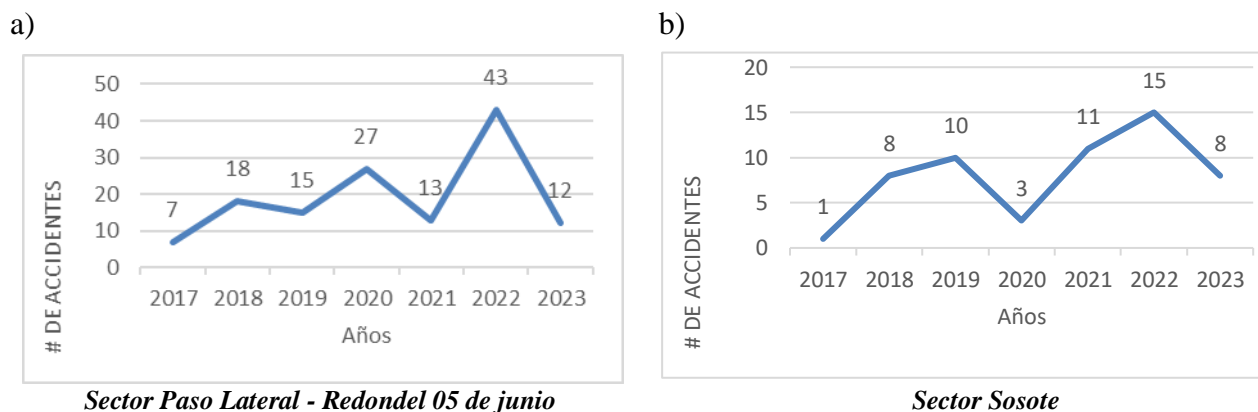 a)
50
40
30
20
10
0
# DE ACCIDENTES
7
18
15
27
13
43
12
2017 2018 2019 2020 2021 2022 2023
Años
Sector Paso Lateral - Redondel 05 de junio
b)
20
15
10
5
0
# DE ACCIDENTES
1
8
10
3
11
15
8
2017 2018 2019 2020 2021 2022 2023
Años
Sector Sosote